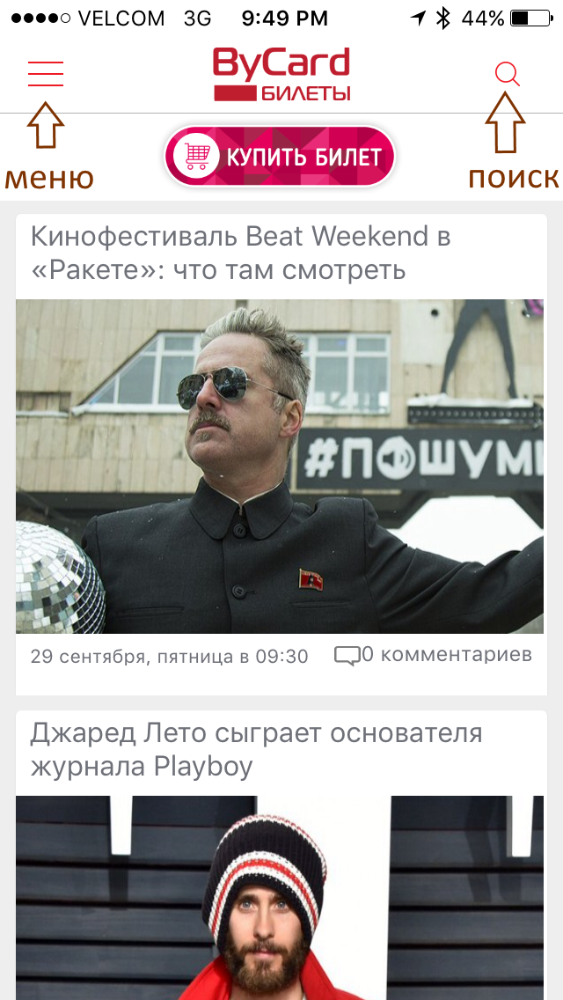 VELCOM 3G 9:49 PM 44%
ByCard
БИЛЕТЫ
меню
КУПИТЬ БИЛЕТ
поиск
Кинофестиваль Beat Weekend в
«Ракете»: что там смотреть
#ПОШУМИ
29 сентября, пятница в 09:30 0 комментариев
Джаред Лето сыграет основателя
журнала Playboy